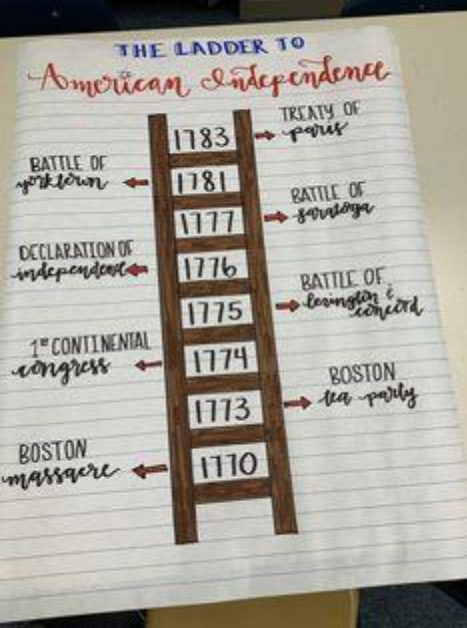 THE LADDER TO
American Independence
1783
TREATY OF
paris
BATTLE OF
yorktown
1781
1777
BATTLE OF
saratoga
DECLARATION OF
independence
1776
1775
BATTLE OF
lexington &
concord
1st CONTINENTAL
congress
1774
1773
BOSTON
tea party
BOSTON
massacre
1770